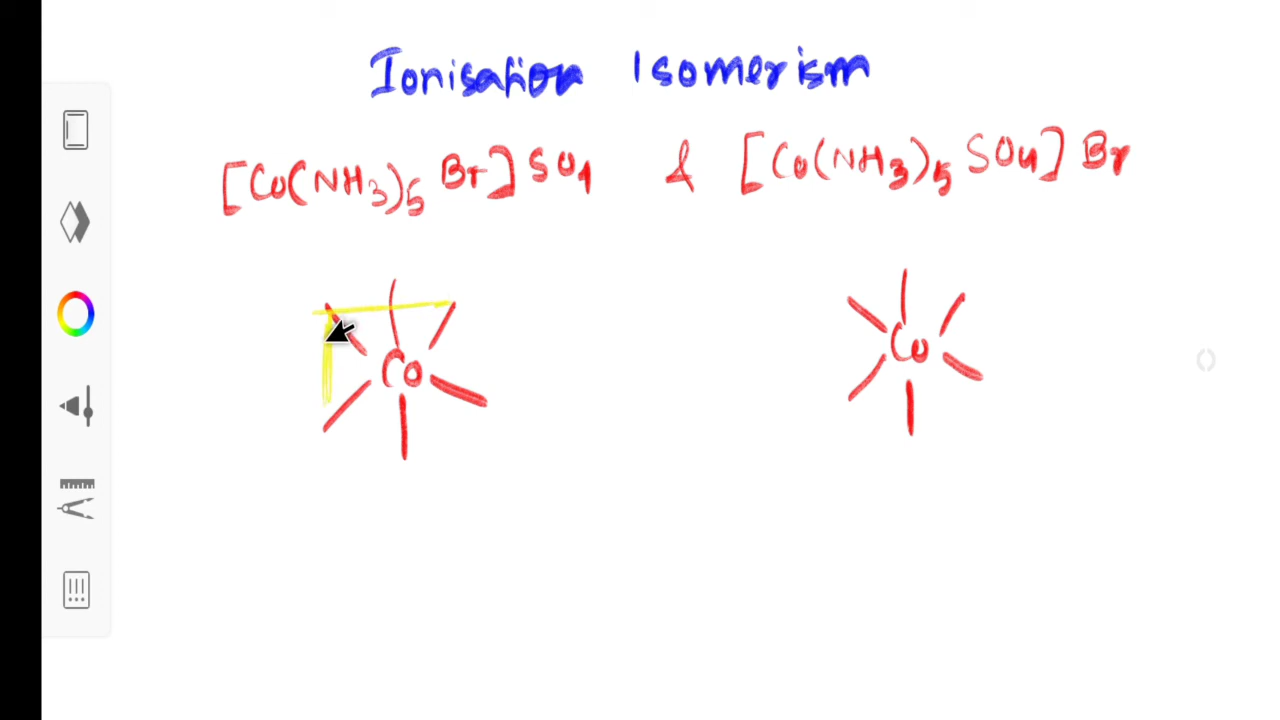 Ionisation Isomerism
[Co(NH3)5 Br] SO4 & [Co(NH3)5 SO4] Br
Co Co